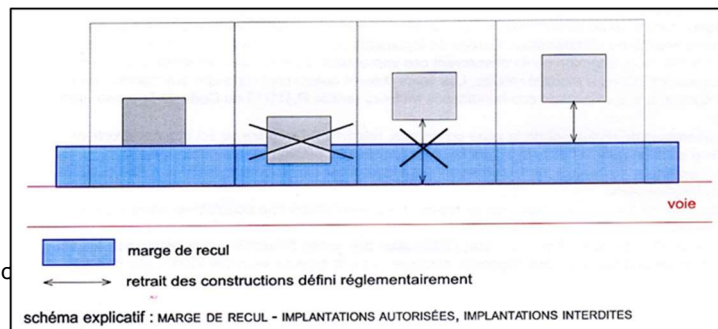 voie
marge de recul
retrait des constructions défini réglementairement
schéma explicatif : MARGE DE RECUL - IMPLANTATIONS AUTORISÉES, IMPLANTATIONS INTERDITES